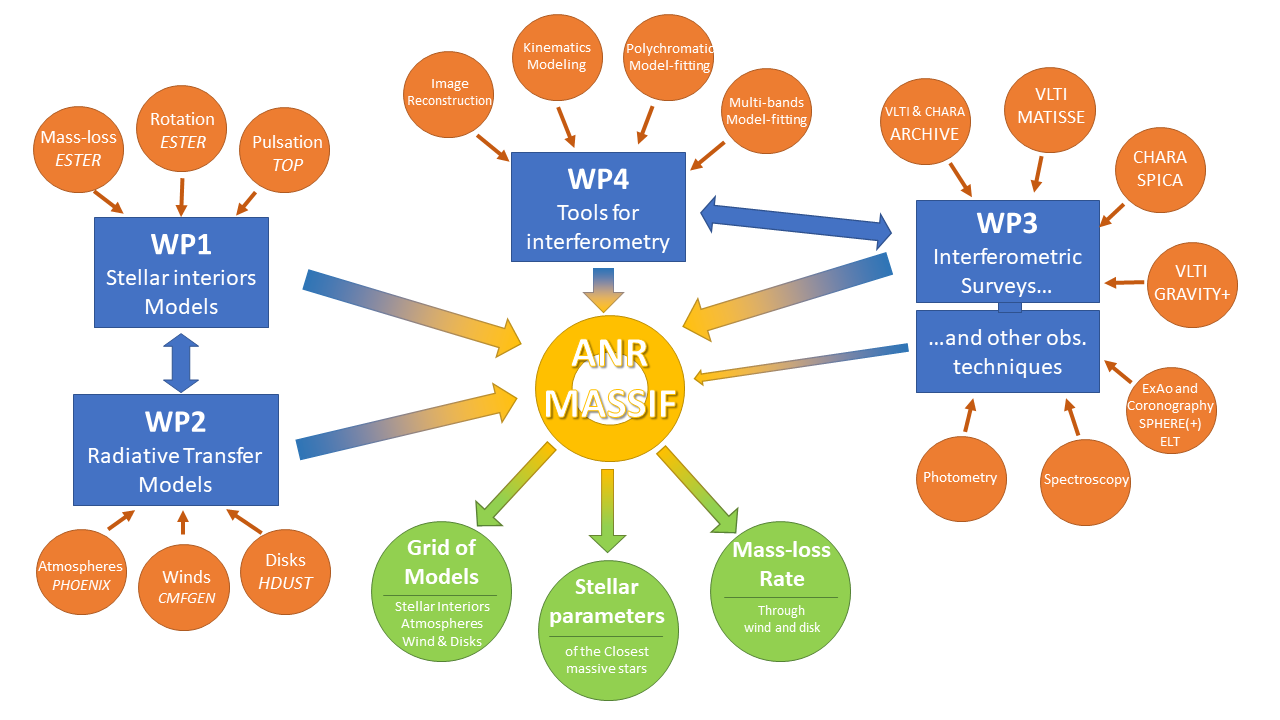 Mass-loss
ESTER
Rotation
ESTER
Pulsation
TOP
WP1
Stellar interiors
Models
WP2
Radiative Transfer
Models
Atmospheres
PHOENIX
Winds
CMFGEN
Disks
HDUST
Image
Reconstruction
Kinematics
Modeling
Polychromatic
Model-fitting
Multi-bands
Model-fitting
WP4
Tools for
interferometry
VLTI & CHARA
ARCHIVE
VLTI
MATISSE
CHARA
SPICA
VLTI
GRAVITY+
WP3
Interferometric
Surveys...
...and other obs.
techniques
ExAo and
Coronography
SPHERE(+)
ELT
Photometry
Spectroscopy
ANR
MASSIF
Grid of
Models
Stellar Interiors
Atmospheres
Wind & Disks
Stellar
parameters
of the Closest
massive stars
Mass-loss
Rate
Through
wind and disk